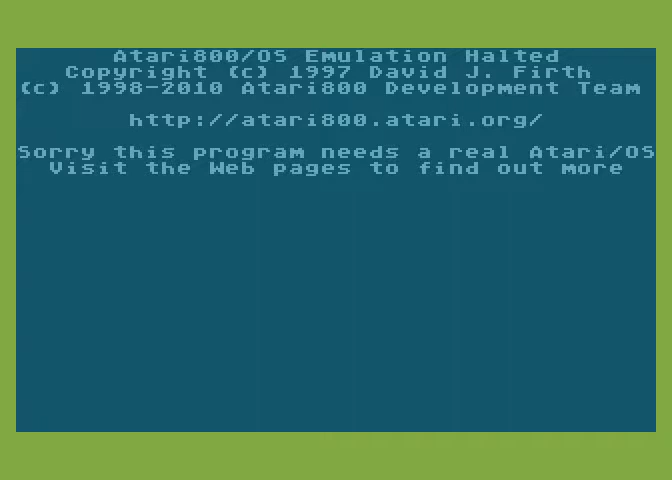 Atari800/OS Emulation Halted
Copyright (c) 1997 David J. Firth
(c) 1998-2010 Atari800 Development Team
http://atari800.atari.org/
Sorry this program needs a real Atari/OS
Visit the Web pages to find out more